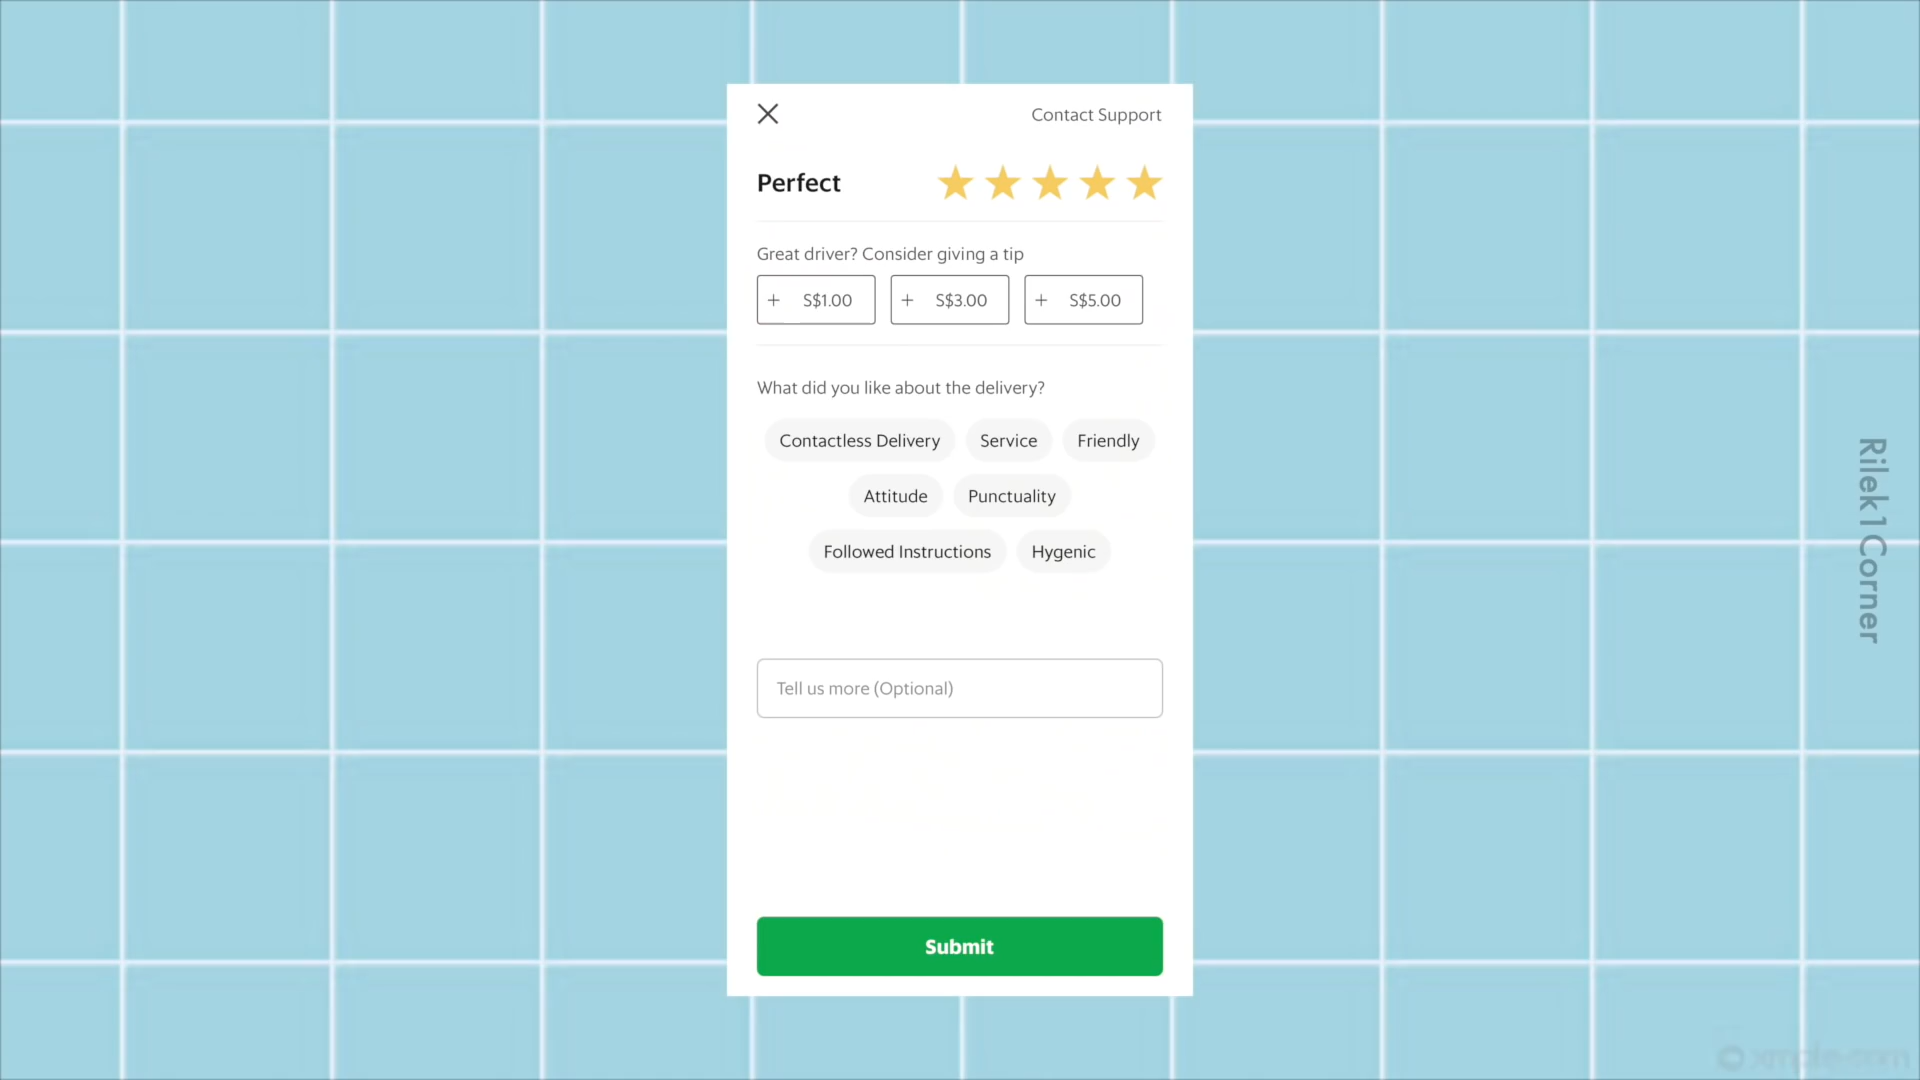 Contact Support
Perfect
Great driver? Consider giving a tip
+ S$1.00 + S$3.00 + S$5.00
What did you like about the delivery?
Contactless Delivery Service Friendly
Attitude Punctuality
Followed Instructions Hygenic
Tell us more (Optional)
Submit
Rilek1Corner